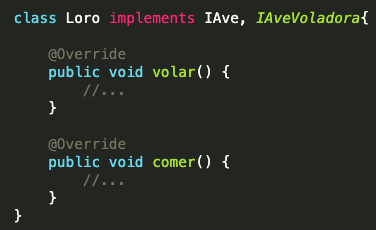 class Loro implements IAve, IAveVoladora{
@Override
public void volar() {
//...
}
@Override
public void comer() {
//...
}
}